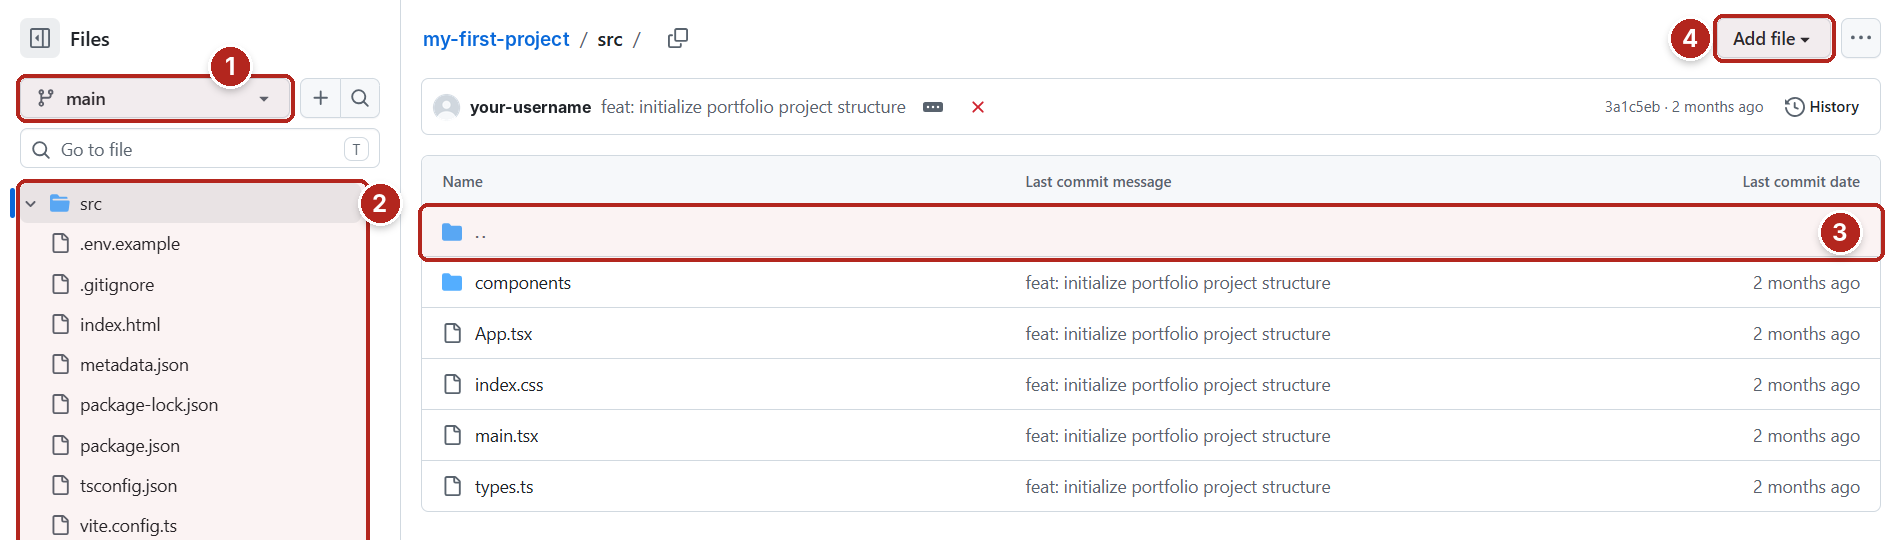 Files
1
main
Go to file
T
2
src
.env.example
.gitignore
index.html
metadata.json
package-lock.json
package.json
tsconfig.json
vite.config.ts
my-first-project / src /
4
Add file
your-username feat: initialize portfolio project structure
3a1c5eb · 2 months ago
History
Name Last commit message Last commit date
..
3
components feat: initialize portfolio project structure 2 months ago
App.tsx feat: initialize portfolio project structure 2 months ago
index.css feat: initialize portfolio project structure 2 months ago
main.tsx feat: initialize portfolio project structure 2 months ago
types.ts feat: initialize portfolio project structure 2 months ago